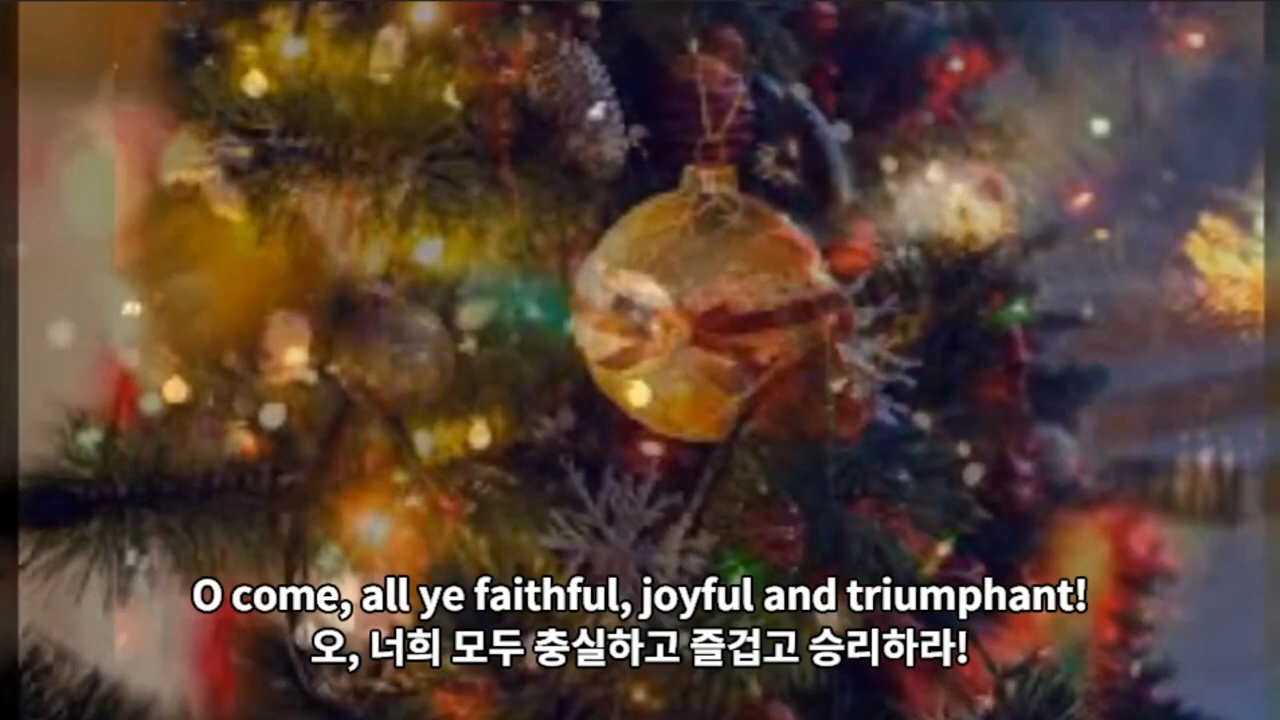 O come, all ye faithful, joyful and triumphant!
오, 너희 모두 충실하고 즐겁고 승리하라!